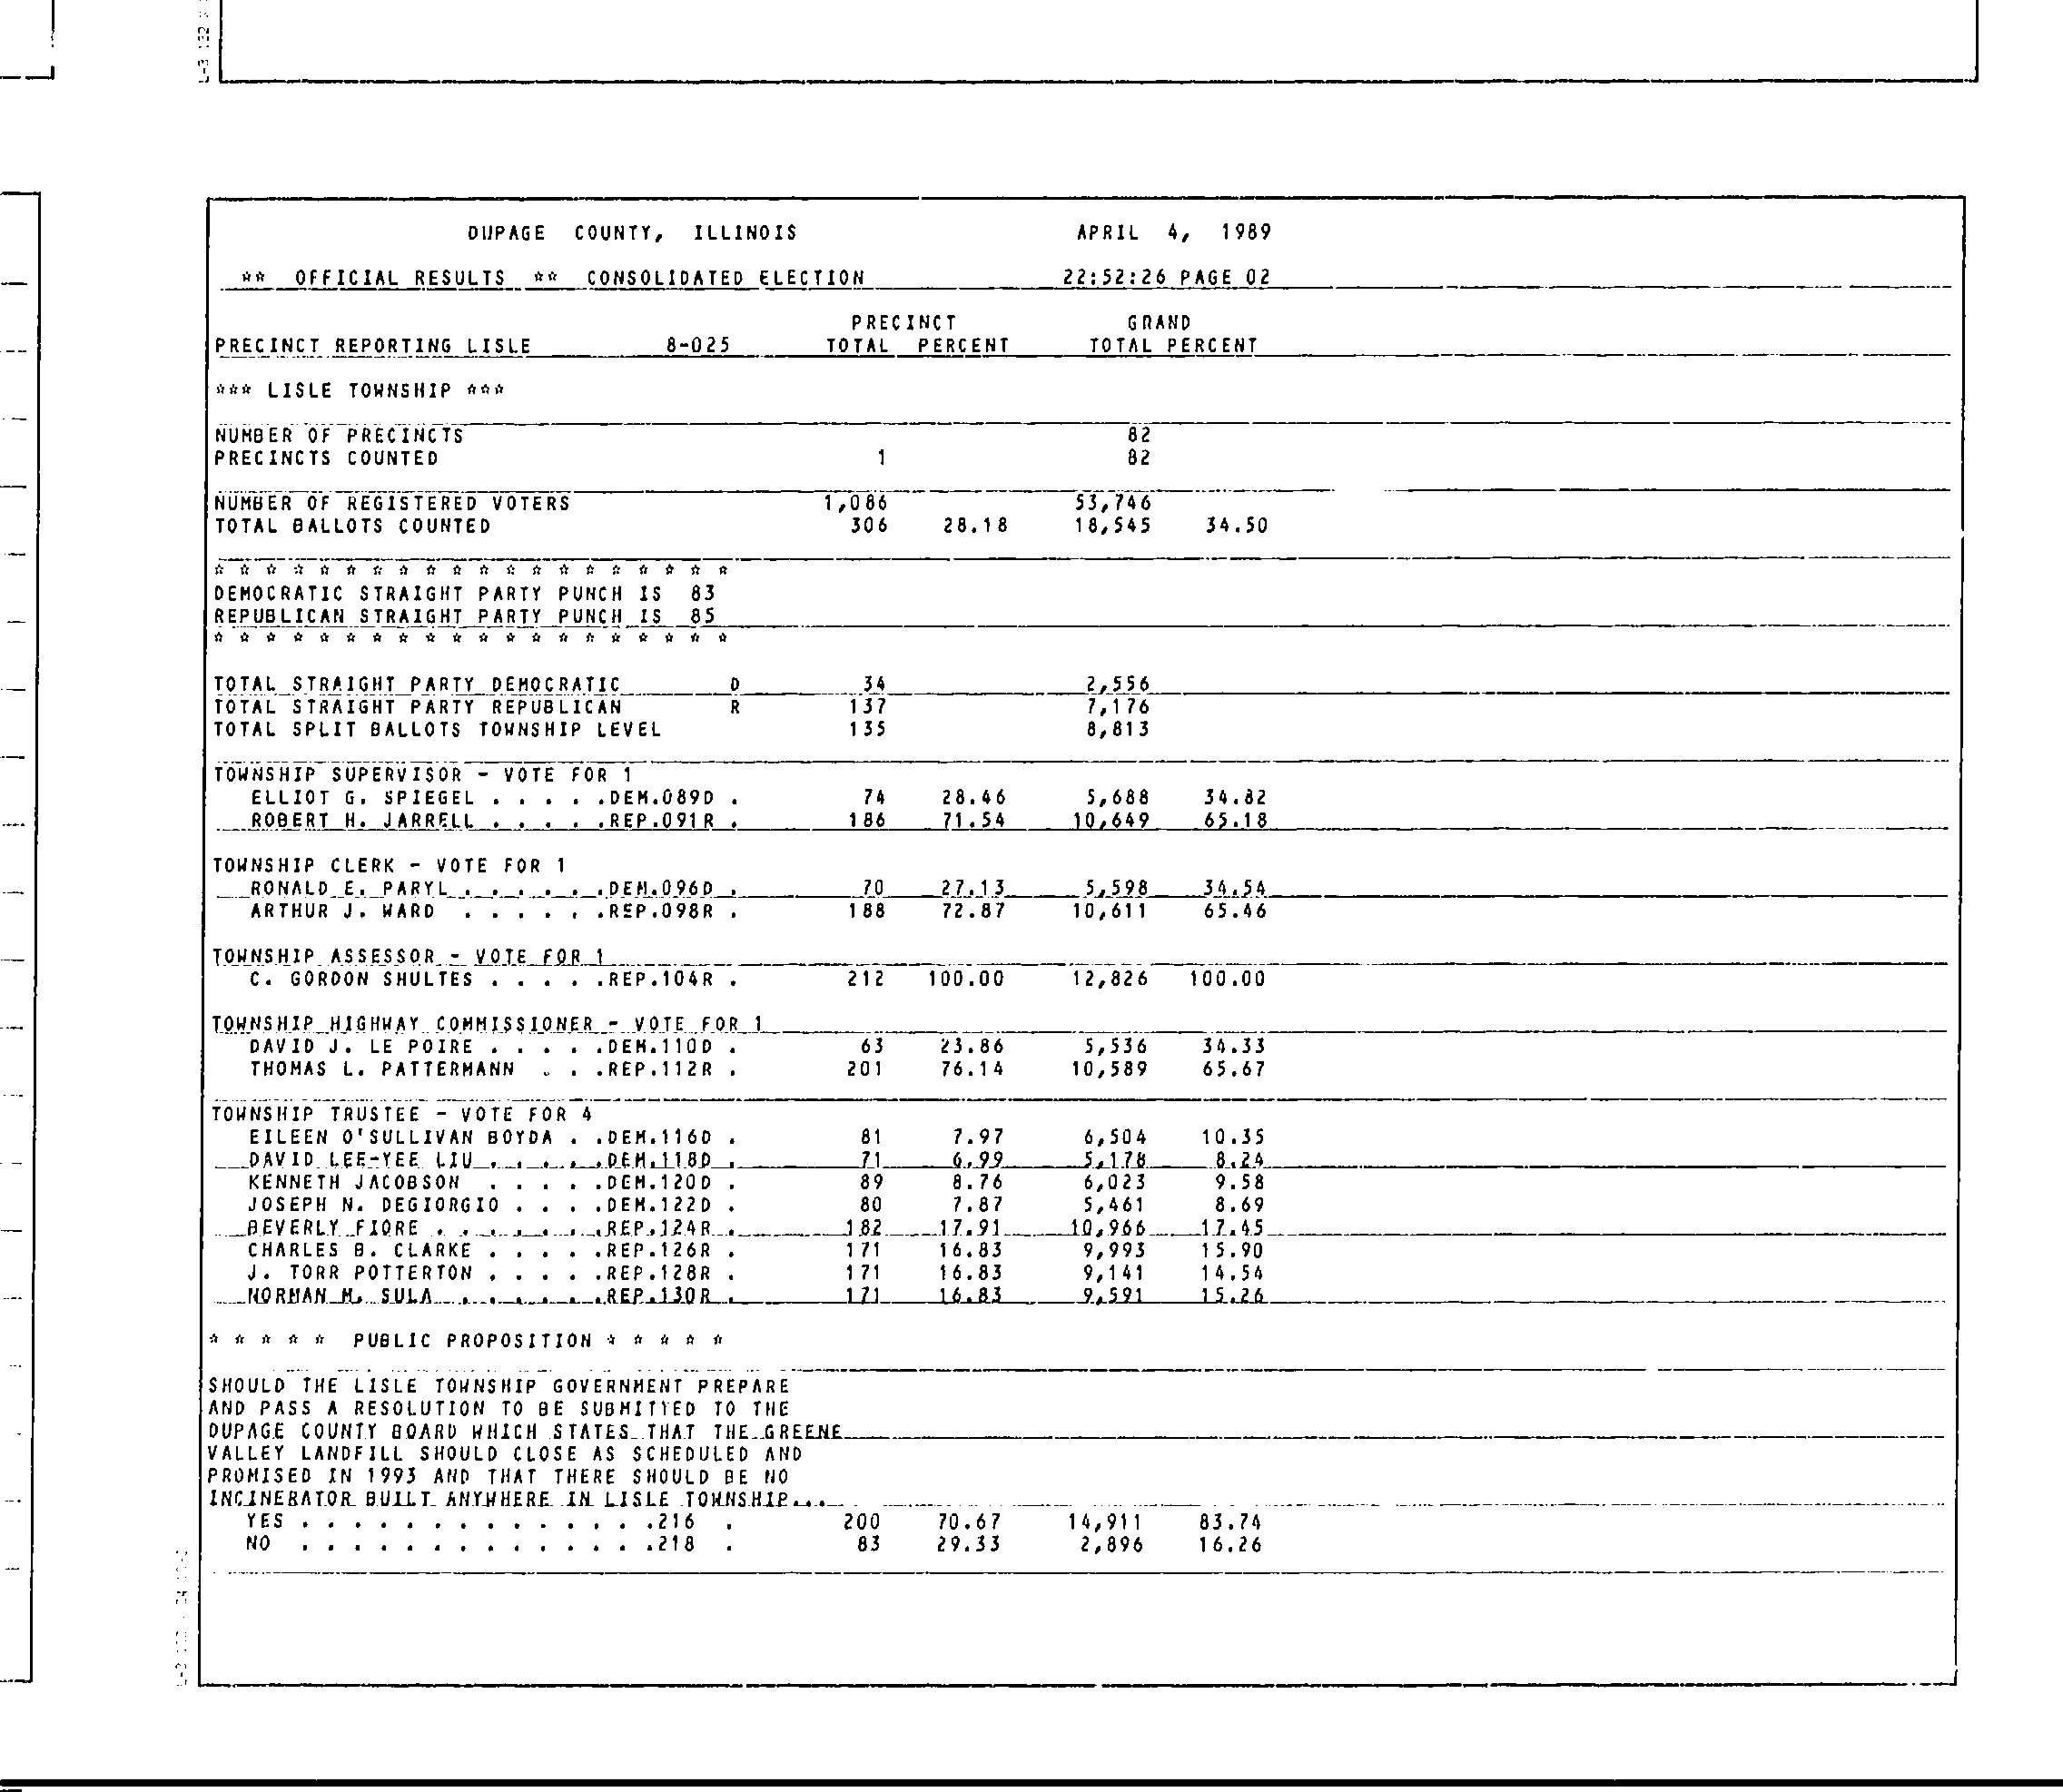 DUPAGE COUNTY, ILLINOIS APRIL 4, 1989
** OFFICIAL RESULTS ** CONSOLIDATED ELECTION 22:52:26 PAGE 02
PRECINCT GRAND
PRECINCT REPORTING LISLE 8-025 TOTAL PERCENT TOTAL PERCENT
*** LISLE TOWNSHIP ***
NUMBER OF PRECINCTS 82
PRECINCTS COUNTED 1 82
NUMBER OF REGISTERED VOTERS 1,086 53,746
TOTAL BALLOTS COUNTED 306 28.18 18,545 34.50
* * * * * * * * * * * * * * * * * * * *
DEMOCRATIC STRAIGHT PARTY PUNCH IS 83
REPUBLICAN STRAIGHT PARTY PUNCH IS 85
* * * * * * * * * * * * * * * * * * * *
TOTAL STRAIGHT PARTY DEMOCRATIC D 34 2,556
TOTAL STRAIGHT PARTY REPUBLICAN R 137 7,176
TOTAL SPLIT BALLOTS TOWNSHIP LEVEL 135 8,813
TOWNSHIP SUPERVISOR - VOTE FOR 1
ELLIOT G. SPIEGEL . . . . .DEM.089D . 74 28.46 5,688 34.82
ROBERT H. JARRELL . . . . .REP.091R . 186 71.54 10,649 65.18
TOWNSHIP CLERK - VOTE FOR 1
RONALD E. PARYL . . . . . .DEM.096D . 70 27.13 5,598 34.54
ARTHUR J. WARD . . . . . .REP.098R . 188 72.87 10,611 65.46
TOWNSHIP ASSESSOR - VOTE FOR 1
C. GORDON SHULTES . . . . .REP.104R . 212 100.00 12,826 100.00
TOWNSHIP HIGHWAY COMMISSIONER - VOTE FOR 1
DAVID J. LE POIRE . . . . .DEM.110D . 63 23.86 5,536 34.33
THOMAS L. PATTERMANN . . .REP.112R . 201 76.14 10,589 65.67
TOWNSHIP TRUSTEE - VOTE FOR 4
EILEEN O'SULLIVAN BOYDA . .DEM.116D . 81 7.97 6,504 10.35
DAVID LEE-YEE LIU . . . . .DEM.118D . 71 6.99 5,178 8.24
KENNETH JACOBSON . . . . .DEM.120D . 89 8.76 6,023 9.58
JOSEPH N. DEGIORGIO . . . .DEM.122D . 80 7.87 5,461 8.69
BEVERLY FIORE . . . . . . .REP.124R . 182 17.91 10,966 17.45
CHARLES B. CLARKE . . . . .REP.126R . 171 16.83 9,993 15.90
J. TORR POTTERTON . . . . .REP.128R . 171 16.83 9,141 14.54
NORMAN M. SULA . . . . . .REP.130R . 171 16.83 9,591 15.26
* * * * * PUBLIC PROPOSITION * * * * *
SHOULD THE LISLE TOWNSHIP GOVERNMENT PREPARE
AND PASS A RESOLUTION TO BE SUBMITTED TO THE
DUPAGE COUNTY BOARD WHICH STATES THAT THE GREENE
VALLEY LANDFILL SHOULD CLOSE AS SCHEDULED AND
PROMISED IN 1993 AND THAT THERE SHOULD BE NO
INCINERATOR BUILT ANYWHERE IN LISLE TOWNSHIP...
YES . . . . . . . . . . . . . .216 . 200 70.67 14,911 83.74
NO . . . . . . . . . . . . . .218 . 83 29.33 2,896 16.26